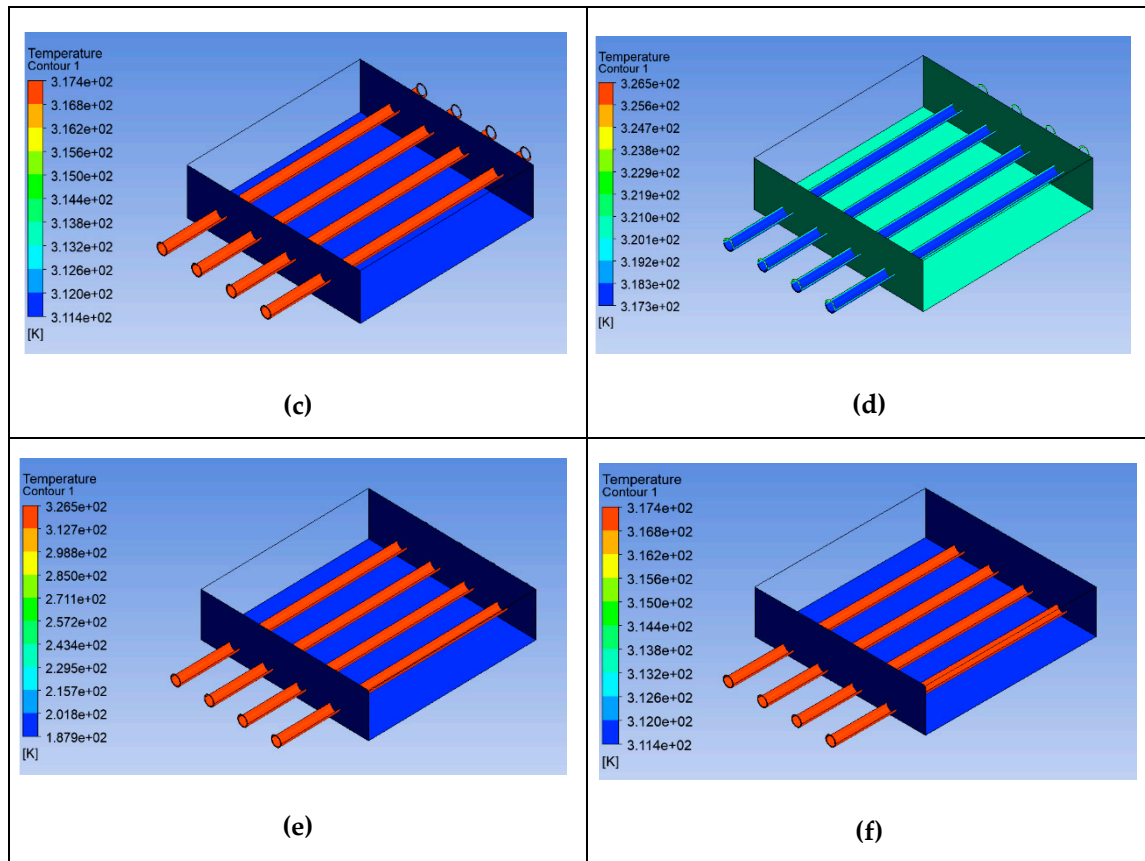 Temperature
Contour 1
3.174e+02
3.168e+02
3.162e+02
3.156e+02
3.150e+02
3.144e+02
3.138e+02
3.132e+02
3.126e+02
3.120e+02
3.114e+02
[K]
(c)
Temperature
Contour 1
3.265e+02
3.256e+02
3.247e+02
3.238e+02
3.229e+02
3.219e+02
3.210e+02
3.201e+02
3.192e+02
3.183e+02
3.173e+02
[K]
(d)
Temperature
Contour 1
3.265e+02
3.127e+02
2.988e+02
2.850e+02
2.711e+02
2.572e+02
2.434e+02
2.295e+02
2.157e+02
2.018e+02
1.879e+02
[K]
(e)
Temperature
Contour 1
3.174e+02
3.168e+02
3.162e+02
3.156e+02
3.150e+02
3.144e+02
3.138e+02
3.132e+02
3.126e+02
3.120e+02
3.114e+02
[K]
(f)